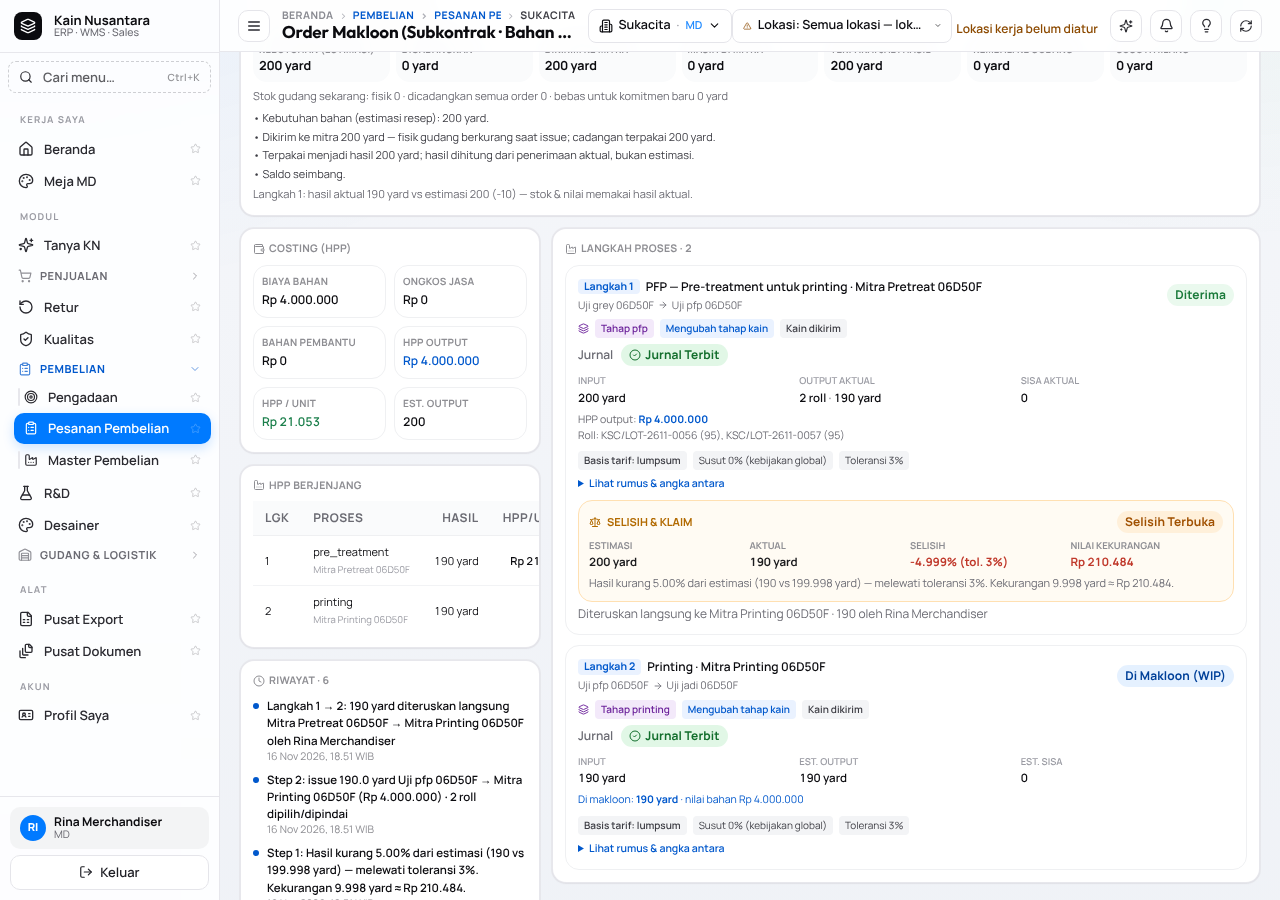 Kain Nusantara
ERP · WMS · Sales
Cari menu... Ctrl+K
KERJA SAYA
Beranda
Meja MD
MODUL
Tanya KN
PENJUALAN
Retur
Kualitas
PEMBELIAN
Pengadaan
Pesanan Pembelian
Master Pembelian
R&D
Desainer
GUDANG & LOGISTIK
ALAT
Pusat Export
Pusat Dokumen
AKUN
Profil Saya
RI
Rina Merchandiser
MD
Keluar
BERANDA › PEMBELIAN › PESANAN PE › SUKACITA
Order Makloon (Subkontrak · Bahan ...
Sukacita · MD
Lokasi: Semua lokasi — lok...
Lokasi kerja belum diatur
200 yard 0 yard 200 yard 0 yard 200 yard 0 yard 0 yard
Stok gudang sekarang: fisik 0 · dicadangkan semua order 0 · bebas untuk komitmen baru 0 yard
• Kebutuhan bahan (estimasi resep): 200 yard.
• Dikirim ke mitra 200 yard — fisik gudang berkurang saat issue; cadangan terpakai 200 yard.
• Terpakai menjadi hasil 200 yard; hasil dihitung dari penerimaan aktual, bukan estimasi.
• Saldo seimbang.
Langkah 1: hasil aktual 190 yard vs estimasi 200 (-10) — stok & nilai memakai hasil aktual.
COSTING (HPP)
BIAYA BAHAN
Rp 4.000.000
ONGKOS JASA
Rp 0
BAHAN PEMBANTU
Rp 0
HPP OUTPUT
Rp 4.000.000
HPP / UNIT
Rp 21.053
EST. OUTPUT
200
HPP BERJENJANG
LGK PROSES HASIL HPP/U
1 pre_treatment 190 yard Rp 21
Mitra Pretreat 06D50F
2 printing 190 yard
Mitra Printing 06D50F
RIWAYAT · 6
Langkah 1 → 2: 190 yard diteruskan langsung
Mitra Pretreat 06D50F → Mitra Printing 06D50F
oleh Rina Merchandiser
16 Nov 2026, 18.51 WIB
Step 2: issue 190.0 yard Uji pfp 06D50F → Mitra
Printing 06D50F (Rp 4.000.000) · 2 roll
dipilih/dipindai
16 Nov 2026, 18.51 WIB
Step 1: Hasil kurang 5.00% dari estimasi (190 vs
199.998 yard) — melewati toleransi 3%.
Kekurangan 9.998 yard ≈ Rp 210.484.
LANGKAH PROSES · 2
Langkah 1 PFP — Pre-treatment untuk printing · Mitra Pretreat 06D50F
Diterima
Uji grey 06D50F → Uji pfp 06D50F
Tahap pfp Mengubah tahap kain Kain dikirim
Jurnal Jurnal Terbit
INPUT OUTPUT AKTUAL SISA AKTUAL
200 yard 2 roll · 190 yard 0
HPP output: Rp 4.000.000
Roll: KSC/LOT-2611-0056 (95), KSC/LOT-2611-0057 (95)
Basis tarif: lumpsum Susut 0% (kebijakan global) Toleransi 3%
Lihat rumus & angka antara
SELISIH & KLAIM Selisih Terbuka
ESTIMASI AKTUAL SELISIH NILAI KEKURANGAN
200 yard 190 yard -4.999% (tol. 3%) Rp 210.484
Hasil kurang 5.00% dari estimasi (190 vs 199.998 yard) — melewati toleransi 3%. Kekurangan 9.998 yard ≈ Rp 210.484.
Diteruskan langsung ke Mitra Printing 06D50F · 190 oleh Rina Merchandiser
Langkah 2 Printing · Mitra Printing 06D50F
Di Makloon (WIP)
Uji pfp 06D50F → Uji jadi 06D50F
Tahap printing Mengubah tahap kain Kain dikirim
Jurnal Jurnal Terbit
INPUT EST. OUTPUT EST. SISA
190 yard 190 yard 0
Di makloon: 190 yard · nilai bahan Rp 4.000.000
Basis tarif: lumpsum Susut 0% (kebijakan global) Toleransi 3%
Lihat rumus & angka antara